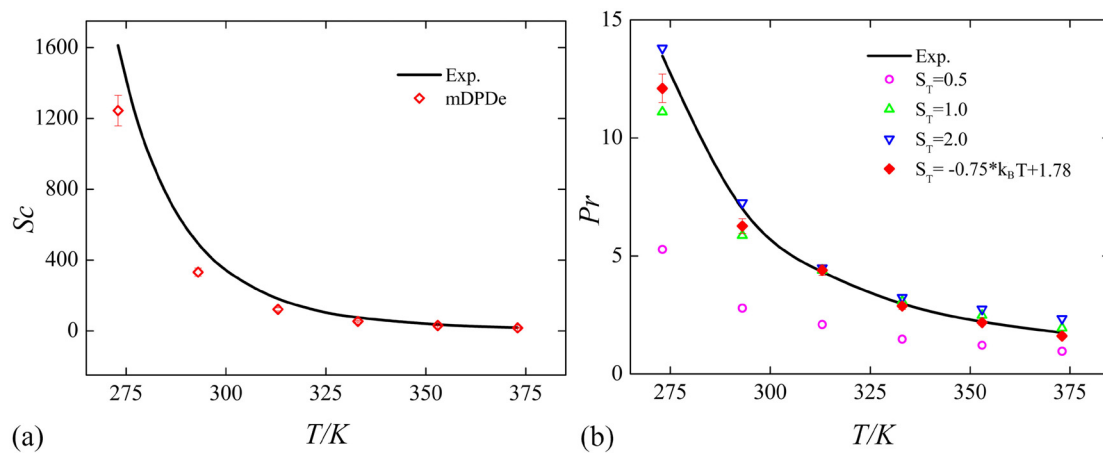 1600
1200
800
400
0
Sc
275
300
325
350
375
T/K
(a)
Exp.
mDPDe
15
10
5
0
Pr
275
300
325
350
375
T/K
(b)
Exp.
S_T=0.5
S_T=1.0
S_T=2.0
S_T= -0.75*k_BT+1.78